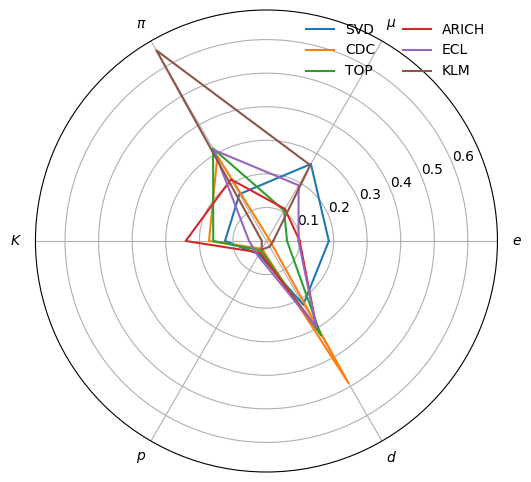 π
μ
SVD ARICH
CDC ECL
TOP KLM
0.6
0.5
0.4
0.3
0.2
0.1
K
e
p
d